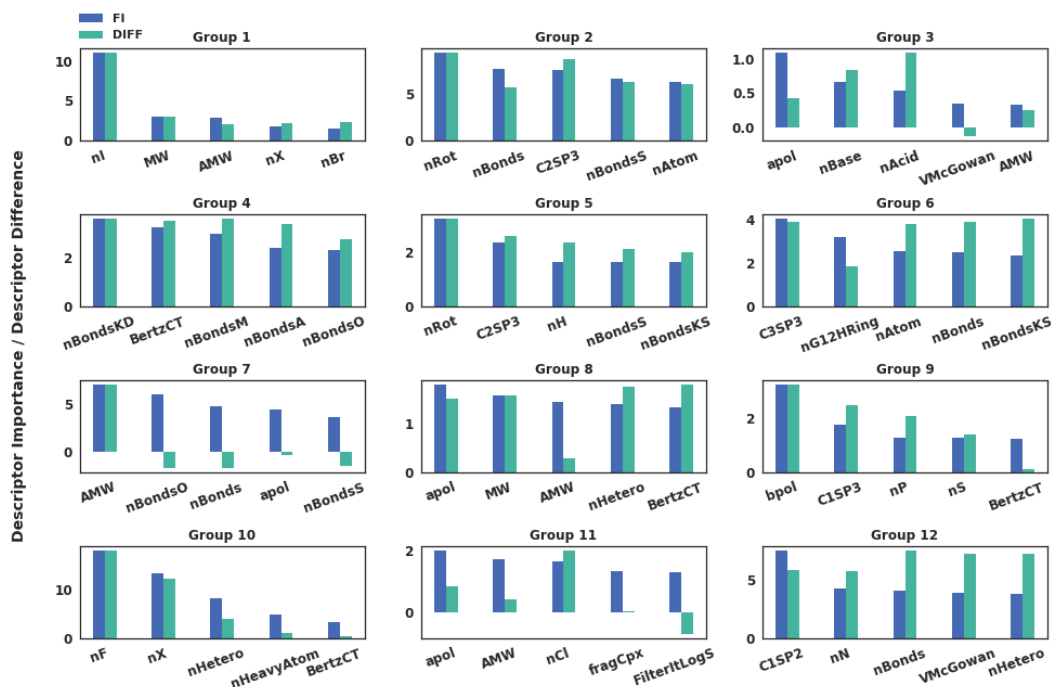 FI
DIFF
Descriptor Importance / Descriptor Difference
Group 1
10
5
0
nI
MW
AMW
nX
nBr
Group 2
5
0
nRot
nBonds
C2SP3
nBondsS
nAtom
Group 3
1.0
0.5
0.0
apol
nBase
nAcid
VMcGowan
AMW
Group 4
2
0
nBondsKD
BertzCT
nBondsM
nBondsA
nBondsO
Group 5
2
0
nRot
C2SP3
nH
nBondsS
nBondsKS
Group 6
4
2
0
C3SP3
nG12HRing
nAtom
nBonds
nBondsKS
Group 7
5
0
AMW
nBondsO
nBonds
apol
nBondsS
Group 8
1
0
apol
MW
AMW
nHetero
BertzCT
Group 9
2
0
bpol
C1SP3
nP
nS
BertzCT
Group 10
10
0
nF
nX
nHetero
nHeavyAtom
BertzCT
Group 11
2
0
apol
AMW
nCl
fragCpx
FilterItLogS
Group 12
5
0
C1SP2
nN
nBonds
VMcGowan
nHetero